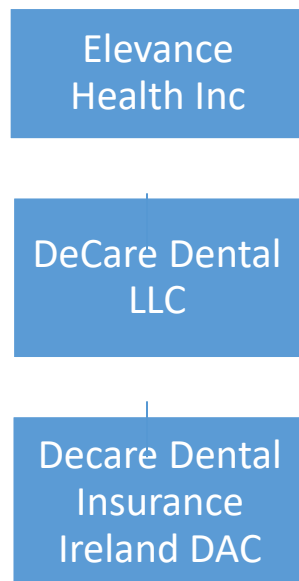 Elevance
Health Inc
DeCare Dental
LLC
Decare Dental
Insurance
Ireland DAC